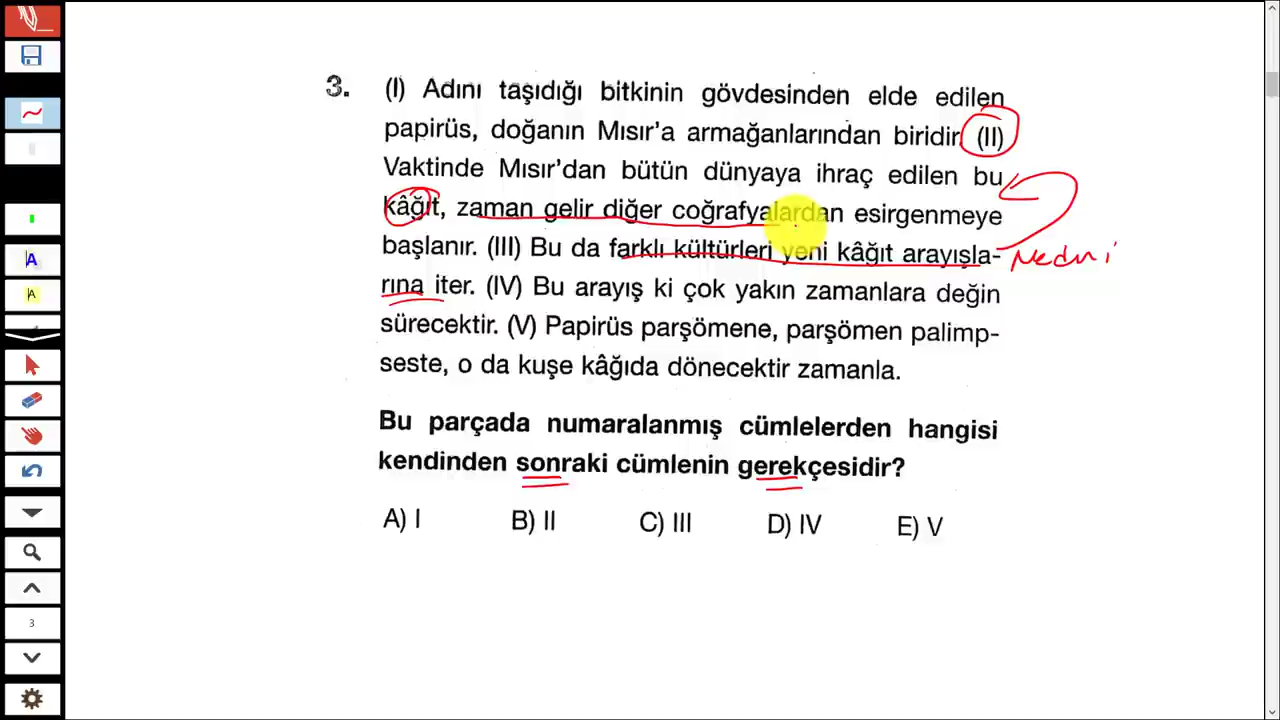 3. (I) Adını taşıdığı bitkinin gövdesinden elde edilen
papirüs, doğanın Mısır'a armağanlarından biridir. (II)
Vaktinde Mısır'dan bütün dünyaya ihraç edilen bu
kâğıt, zaman gelir diğer coğrafyalardan esirgenmeye
başlanır. (III) Bu da farklı kültürleri yeni kâğıt arayışla-
rına iter. (IV) Bu arayış ki çok yakın zamanlara değin
sürecektir. (V) Papirüs parşömene, parşömen palimp-
seste, o da kuşe kâğıda dönecektir zamanla.
Nedni
Bu parçada numaralanmış cümlelerden hangisi
kendinden sonraki cümlenin gerekçesidir?
A) I B) II C) III D) IV E) V
A
A
3